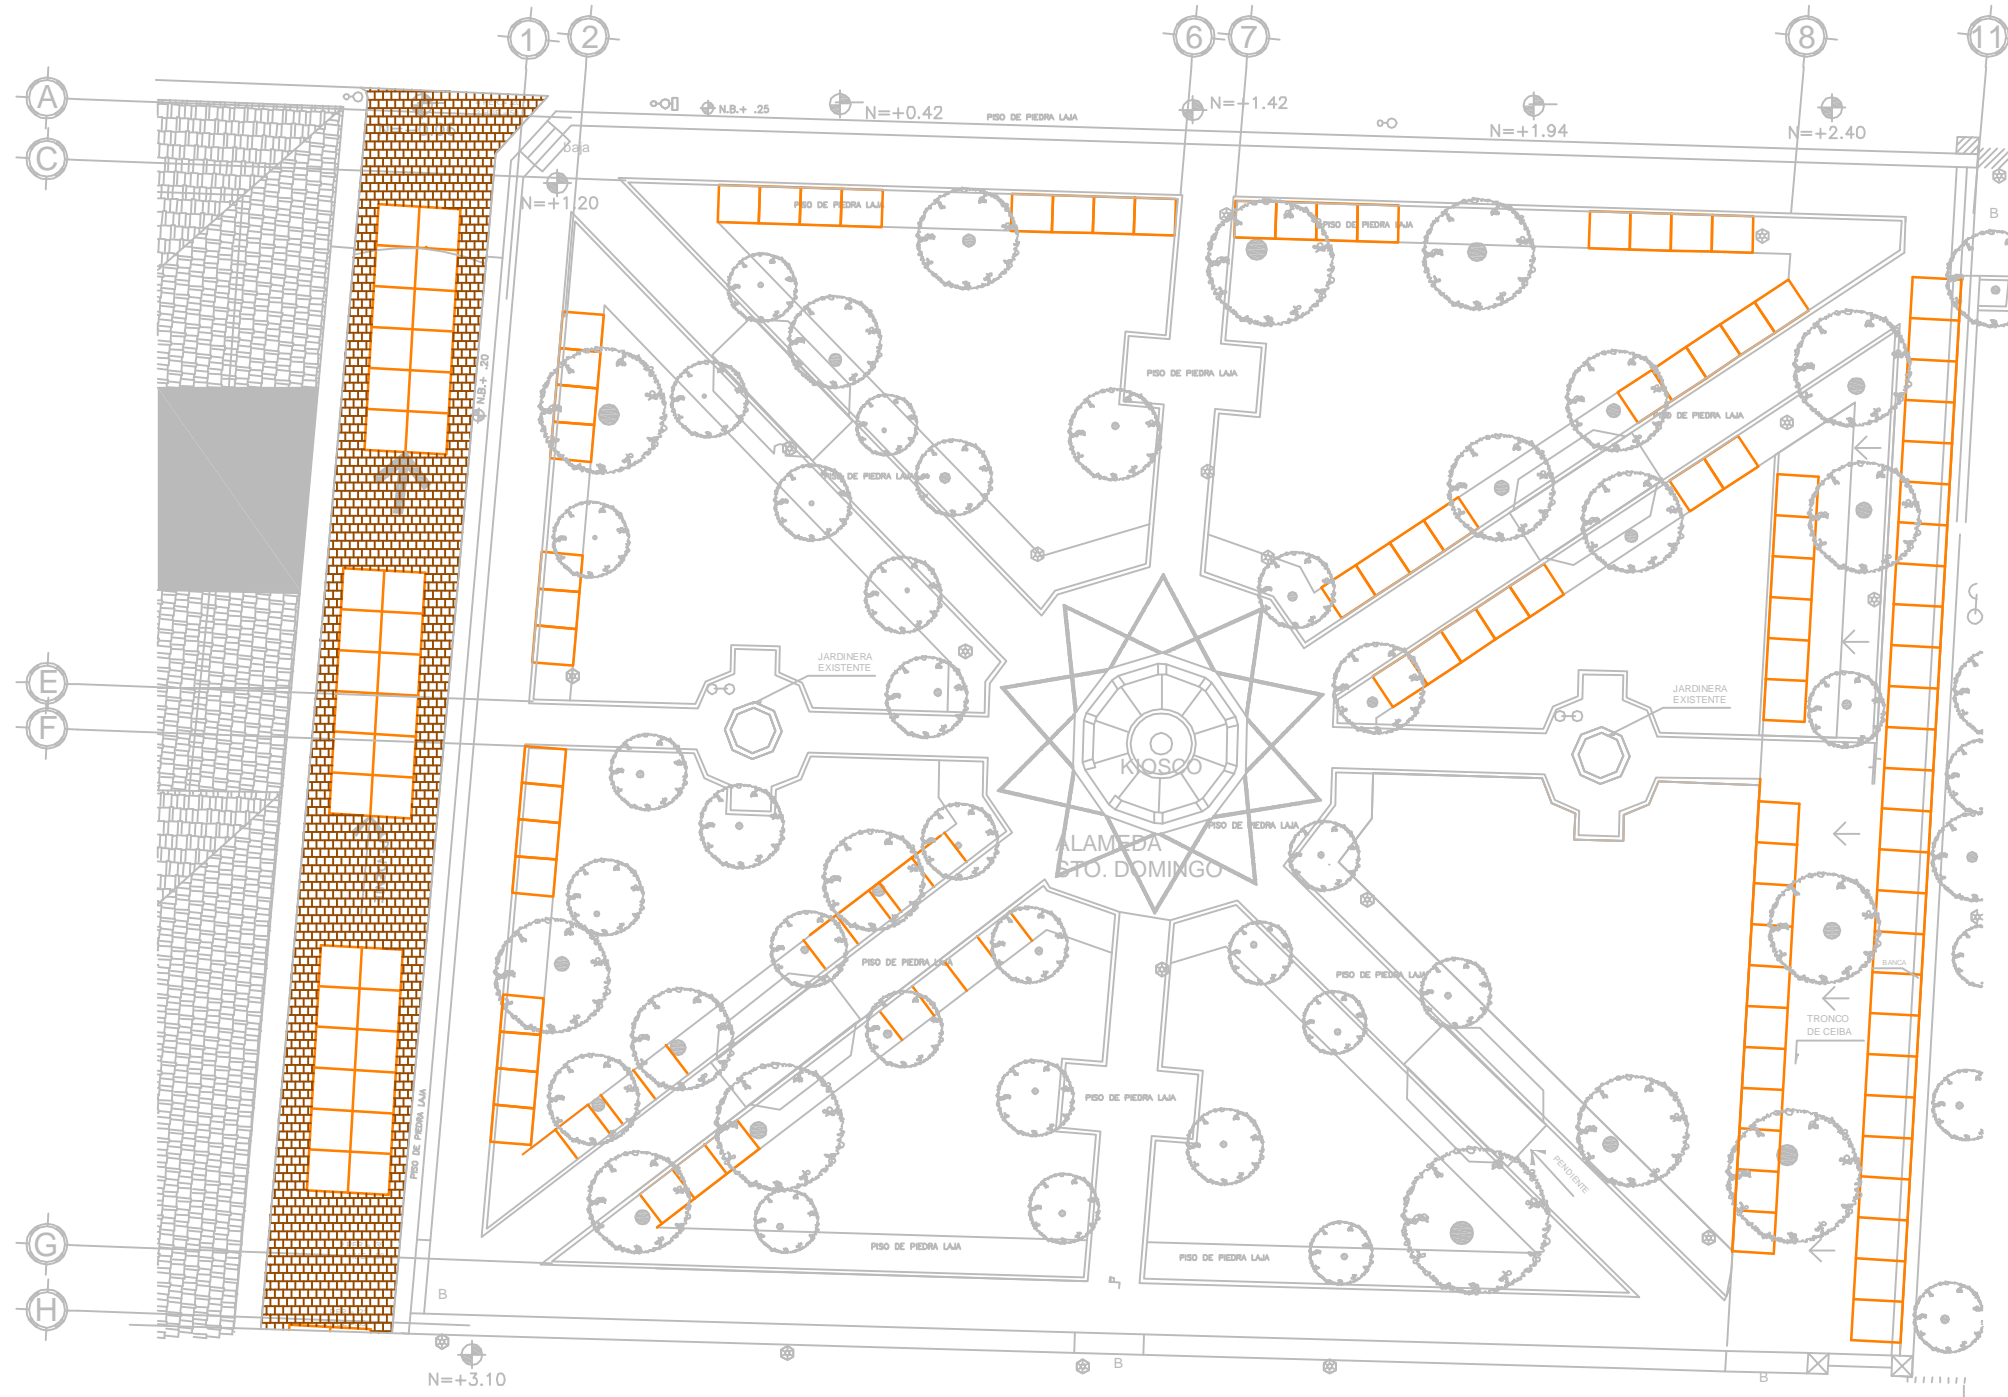 1
2
6
7
8
11
A
C
E
F
G
H
N.B.+ .25
N=+0.42
PISO DE PIEDRA LAJA
N=+1.42
N=+1.94
N=+2.40
baja
N=+1.20
B
PISO DE PIEDRA LAJA
PISO DE PIEDRA LAJA
N.B.+ .20
PISO DE PIEDRA LAJA
PISO DE PIEDRA LAJA
PISO DE PIEDRA LAJA
JARDINERA
EXISTENTE
JARDINERA
EXISTENTE
KIOSCO
PISO DE PIEDRA LAJA
ALAMEDA
STO. DOMINGO
PISO DE PIEDRA LAJA
PISO DE PIEDRA LAJA
BANCA
TRONCO
DE CEIBA
PISO DE PIEDRA LAJA
PISO DE PIEDRA LAJA
PENDIENTE
PISO DE PIEDRA LAJA
PISO DE PIEDRA LAJA
B
B
B
N=+3.10